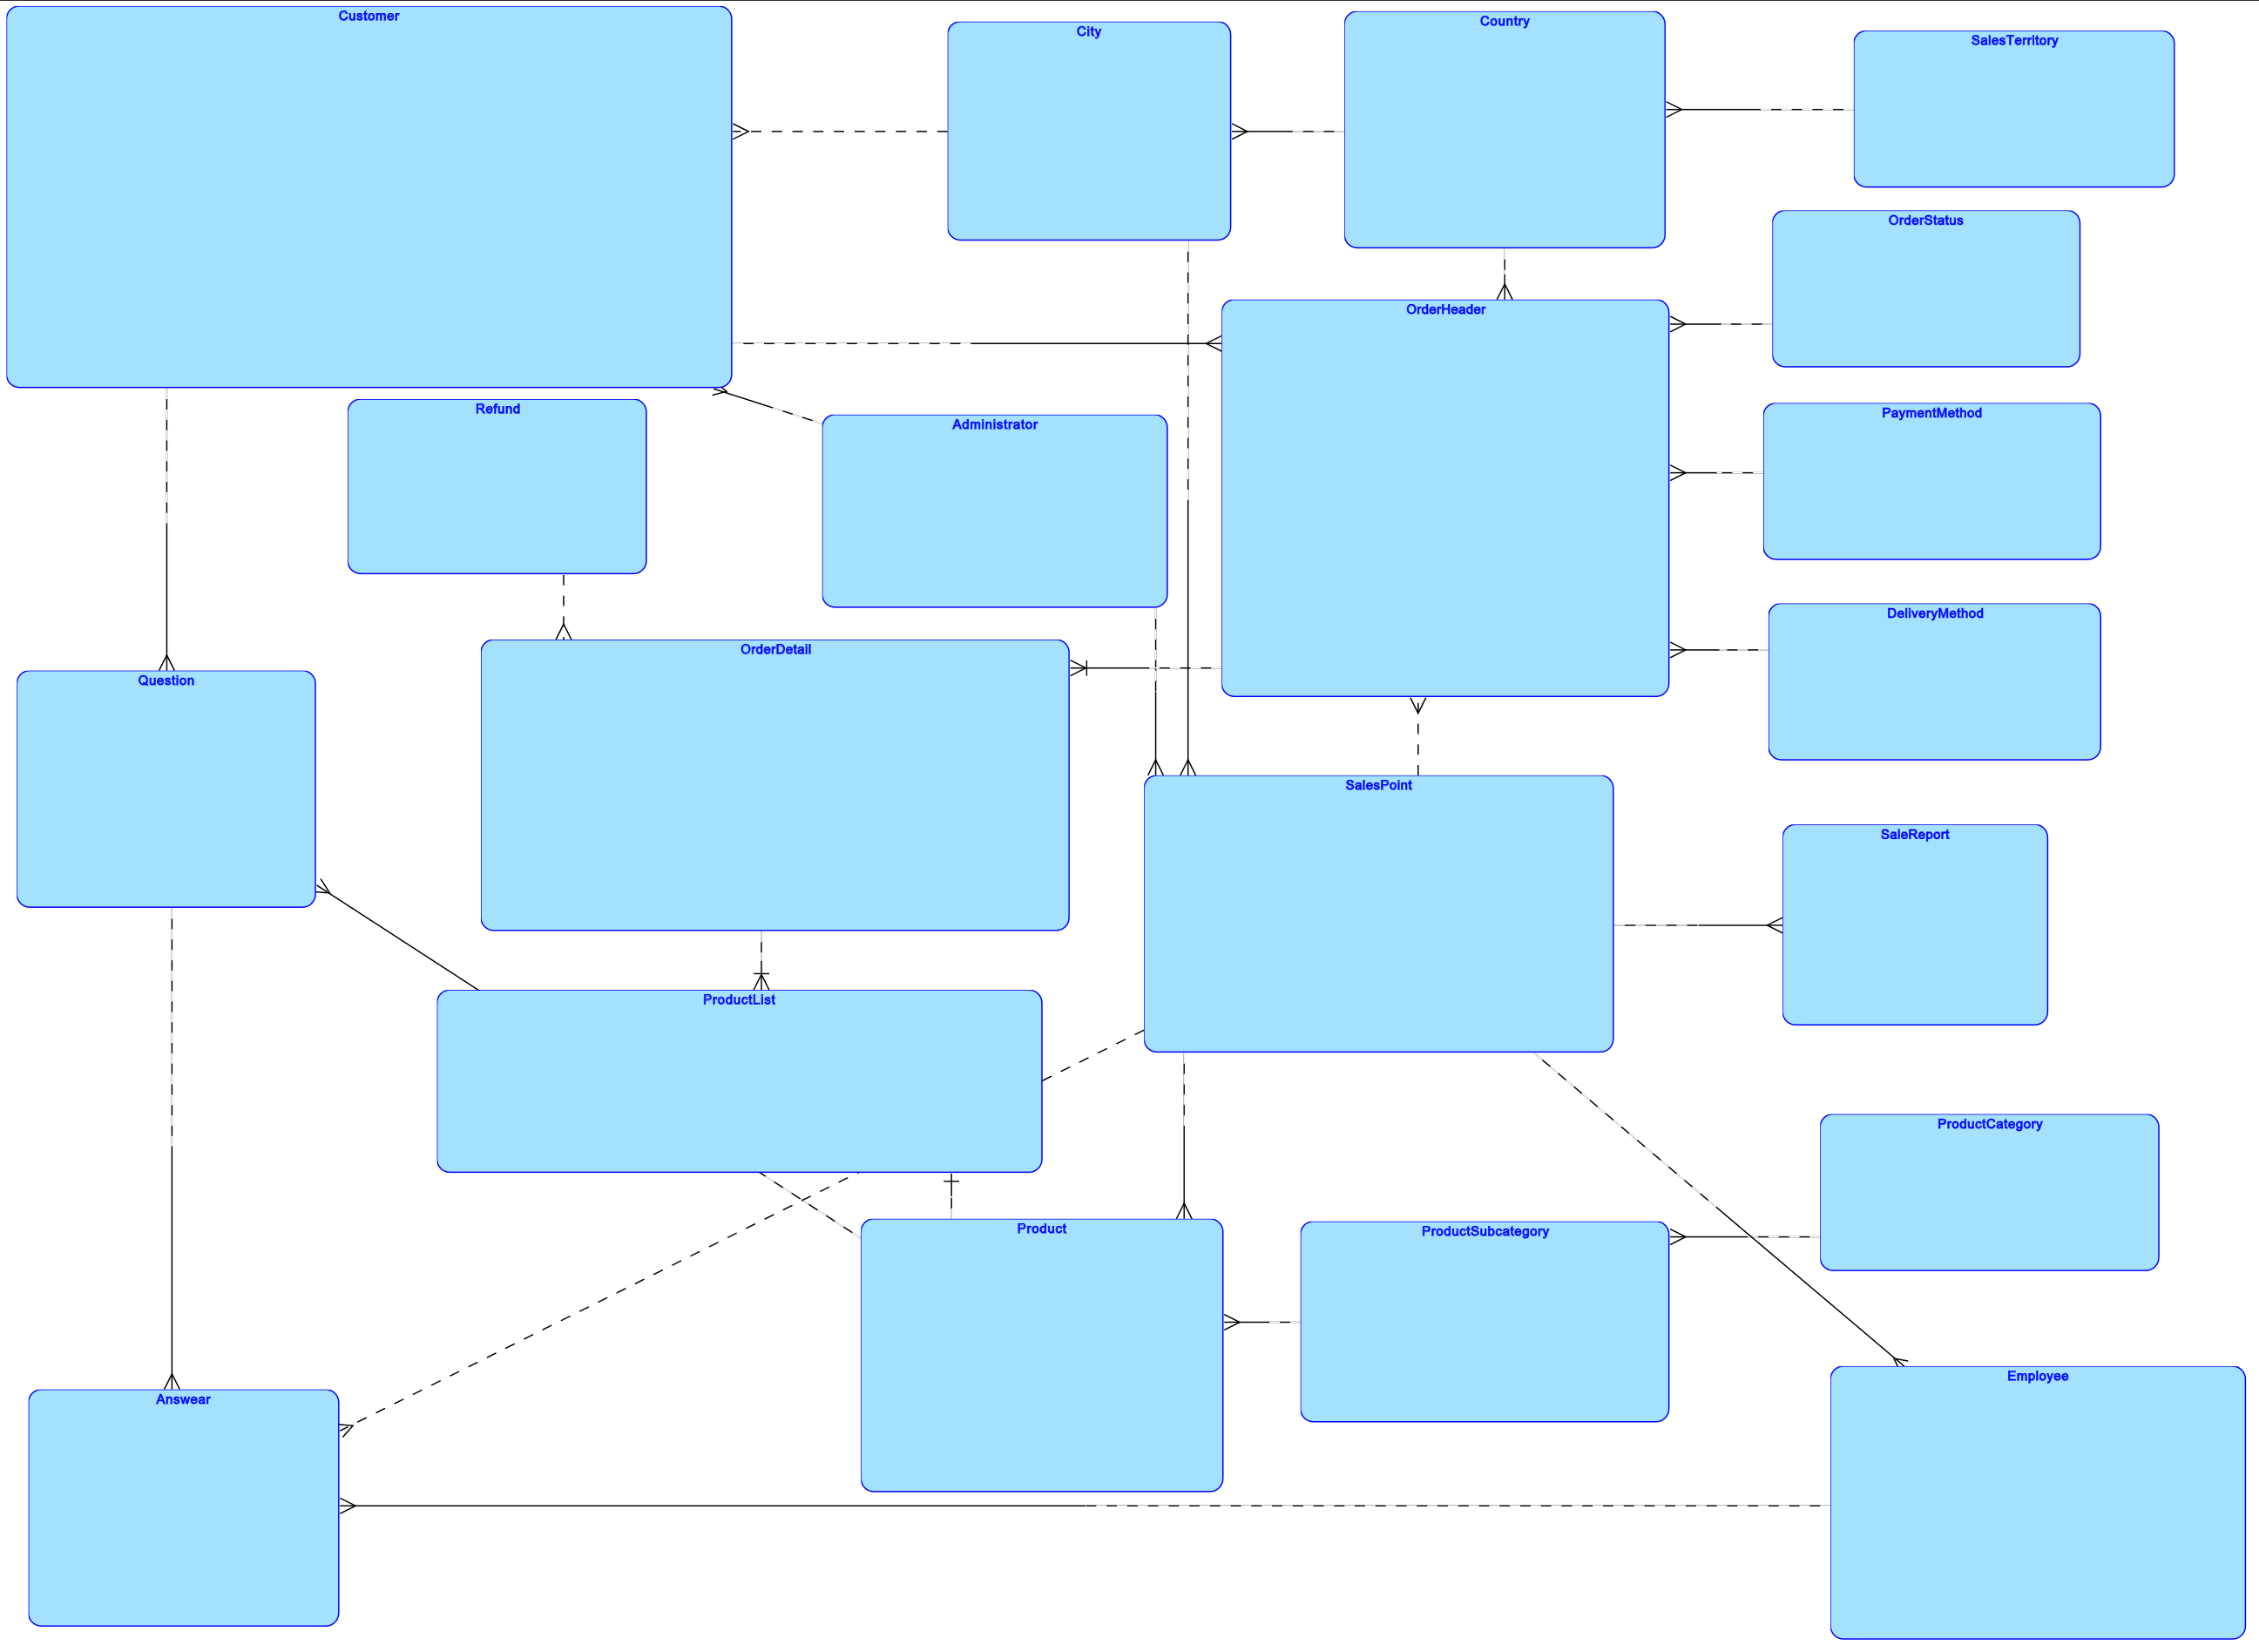 Customer
City
Country
SalesTerritory
OrderStatus
OrderHeader
Refund
Administrator
PaymentMethod
DeliveryMethod
OrderDetail
Question
SalesPoint
SaleReport
ProductList
ProductCategory
Product
ProductSubcategory
Answear
Employee